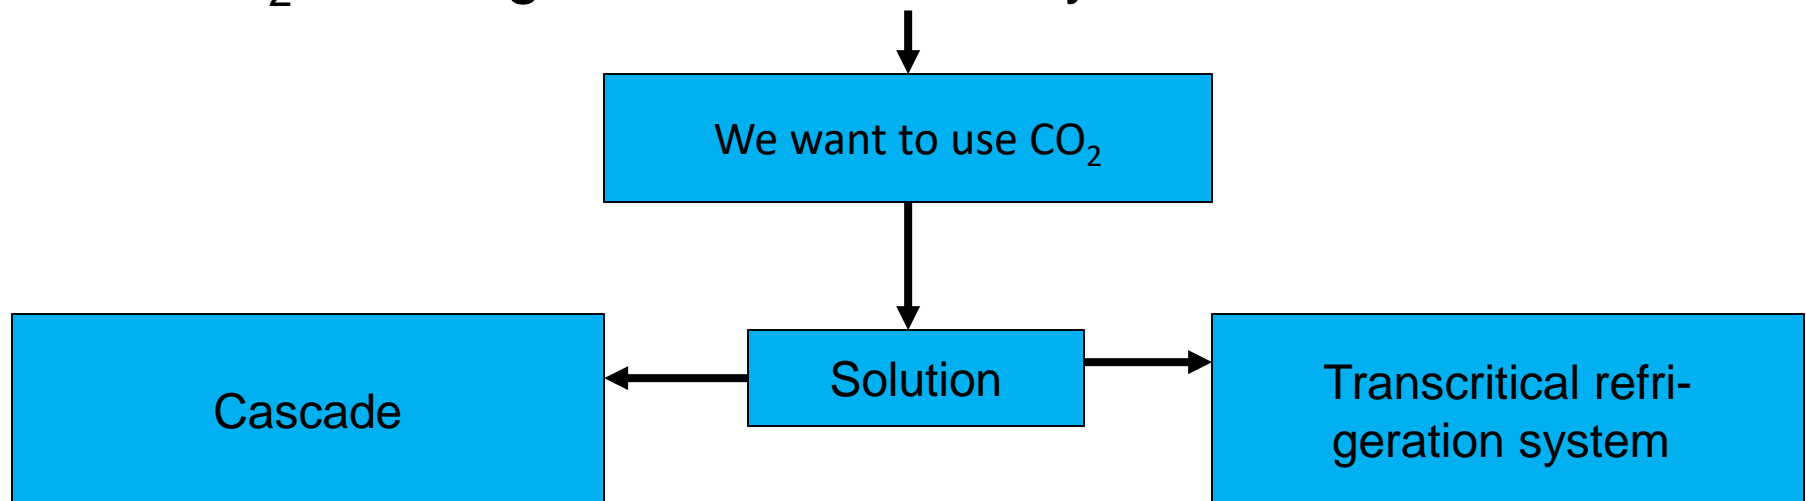 We want to use CO₂
Solution
Cascade
Transcritical refri-
geration system